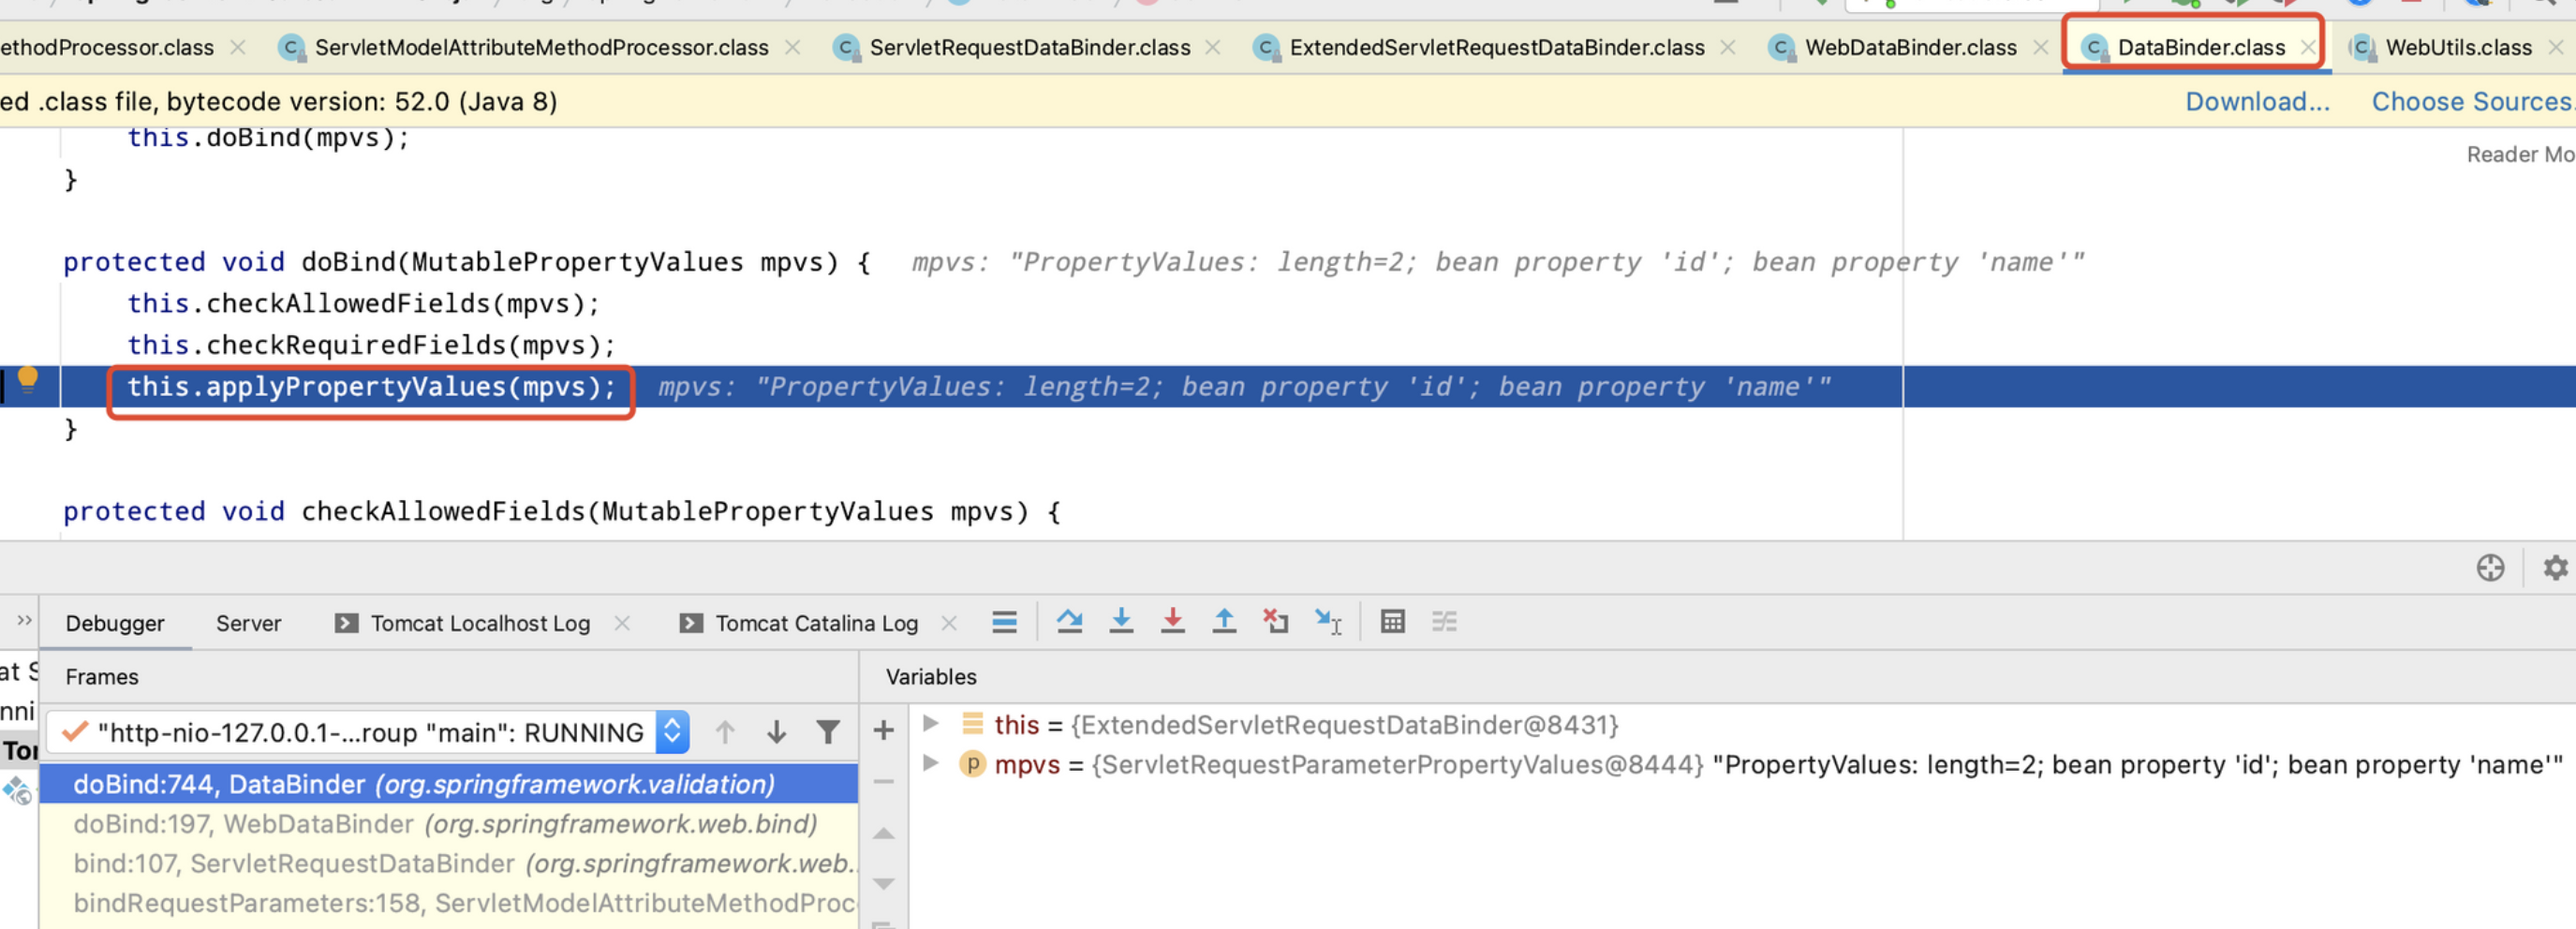 ethodProcessor.class ServletModelAttributeMethodProcessor.class ServletRequestDataBinder.class ExtendedServletRequestDataBinder.class WebDataBinder.class DataBinder.class WebUtils.class
ed .class file, bytecode version: 52.0 (Java 8) Download... Choose Sources.
this.doBind(mpvs);
Reader Mo
}
protected void doBind(MutablePropertyValues mpvs) { mpvs: "PropertyValues: length=2; bean property 'id'; bean property 'name'"
this.checkAllowedFields(mpvs);
this.checkRequiredFields(mpvs);
this.applyPropertyValues(mpvs); mpvs: "PropertyValues: length=2; bean property 'id'; bean property 'name'"
}
protected void checkAllowedFields(MutablePropertyValues mpvs) {
Debugger Server Tomcat Localhost Log Tomcat Catalina Log
at S Frames Variables
nni "http-nio-127.0.0.1-...roup "main": RUNNING
this = {ExtendedServletRequestDataBinder@8431}
Tor
mpvs = {ServletRequestParameterPropertyValues@8444} "PropertyValues: length=2; bean property 'id'; bean property 'name'"
doBind:744, DataBinder (org.springframework.validation)
doBind:197, WebDataBinder (org.springframework.web.bind)
bind:107, ServletRequestDataBinder (org.springframework.web.
bindRequestParameters:158, ServletModelAttributeMethodProc